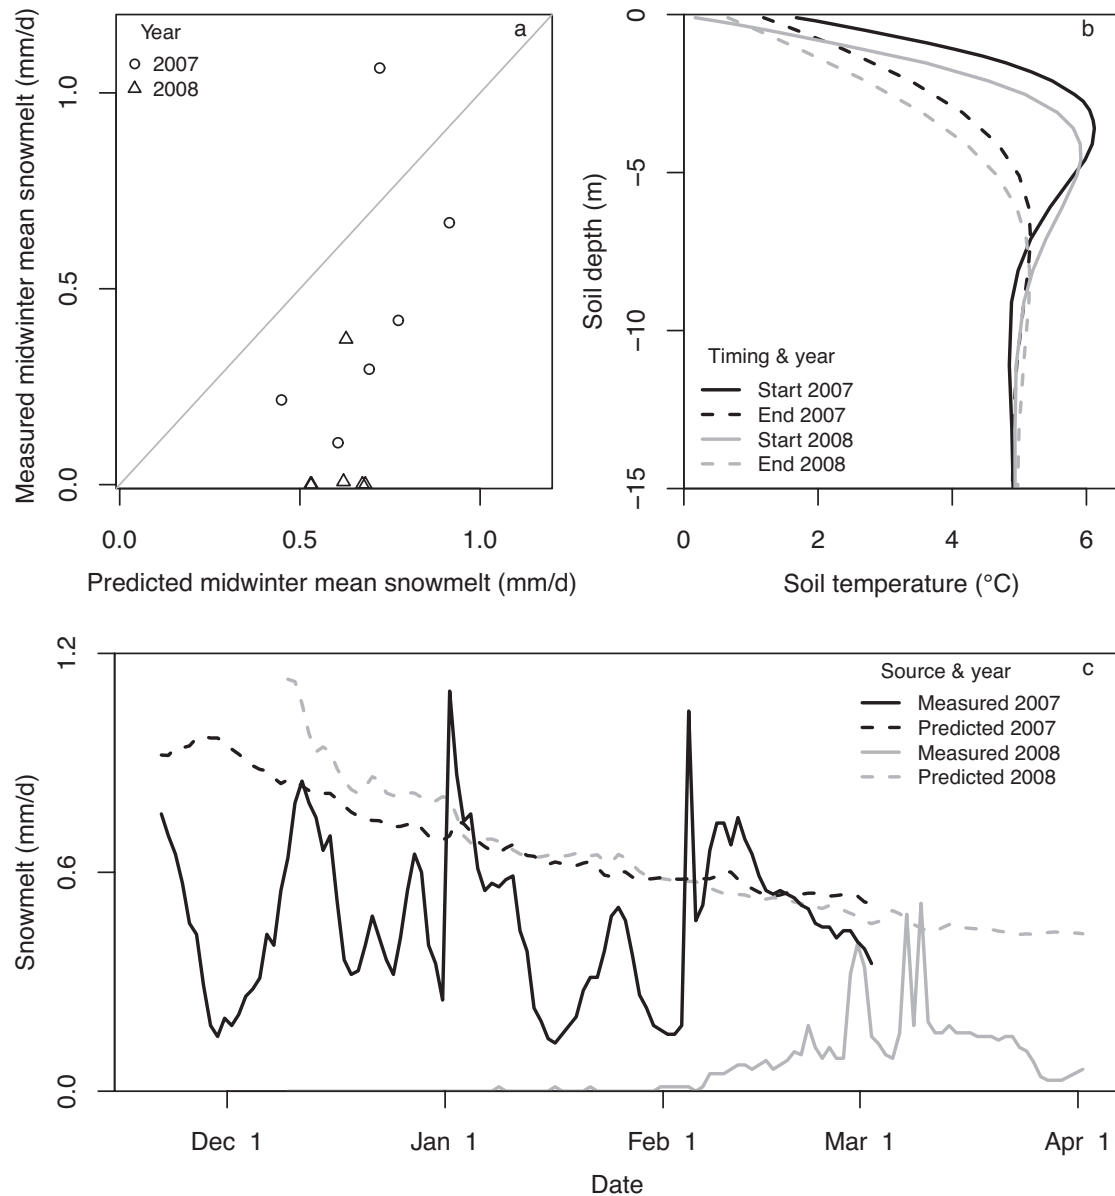 a
Year
2007
2008
Measured midwinter mean snowmelt (mm/d)
0.0
0.5
1.0
0.0
0.5
1.0
Predicted midwinter mean snowmelt (mm/d)
b
Soil depth (m)
0
−5
−10
−15
Timing & year
Start 2007
End 2007
Start 2008
End 2008
0
2
4
6
Soil temperature (°C)
c
Source & year
Measured 2007
Predicted 2007
Measured 2008
Predicted 2008
Snowmelt (mm/d)
1.2
0.6
0.0
Dec 1
Jan 1
Feb 1
Mar 1
Apr 1
Date